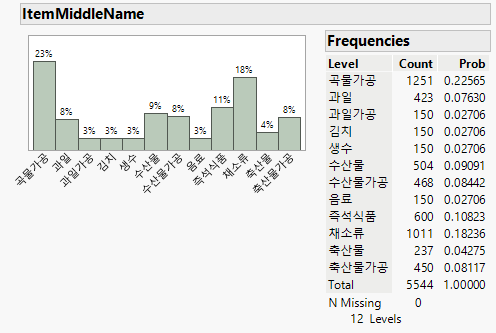 ItemMiddleName
23%
8%
3%
3%
3%
9%
8%
3%
11%
18%
4%
8%
곡물가공
과일
과일가공
김치
생수
수산물
수산물가공
음료
즉석식품
채소류
축산물
축산물가공
Frequencies
Level Count Prob
곡물가공 1251 0.22565
과일 423 0.07630
과일가공 150 0.02706
김치 150 0.02706
생수 150 0.02706
수산물 504 0.09091
수산물가공 468 0.08442
음료 150 0.02706
즉석식품 600 0.10823
채소류 1011 0.18236
축산물 237 0.04275
축산물가공 450 0.08117
Total 5544 1.00000
N Missing 0
12 Levels